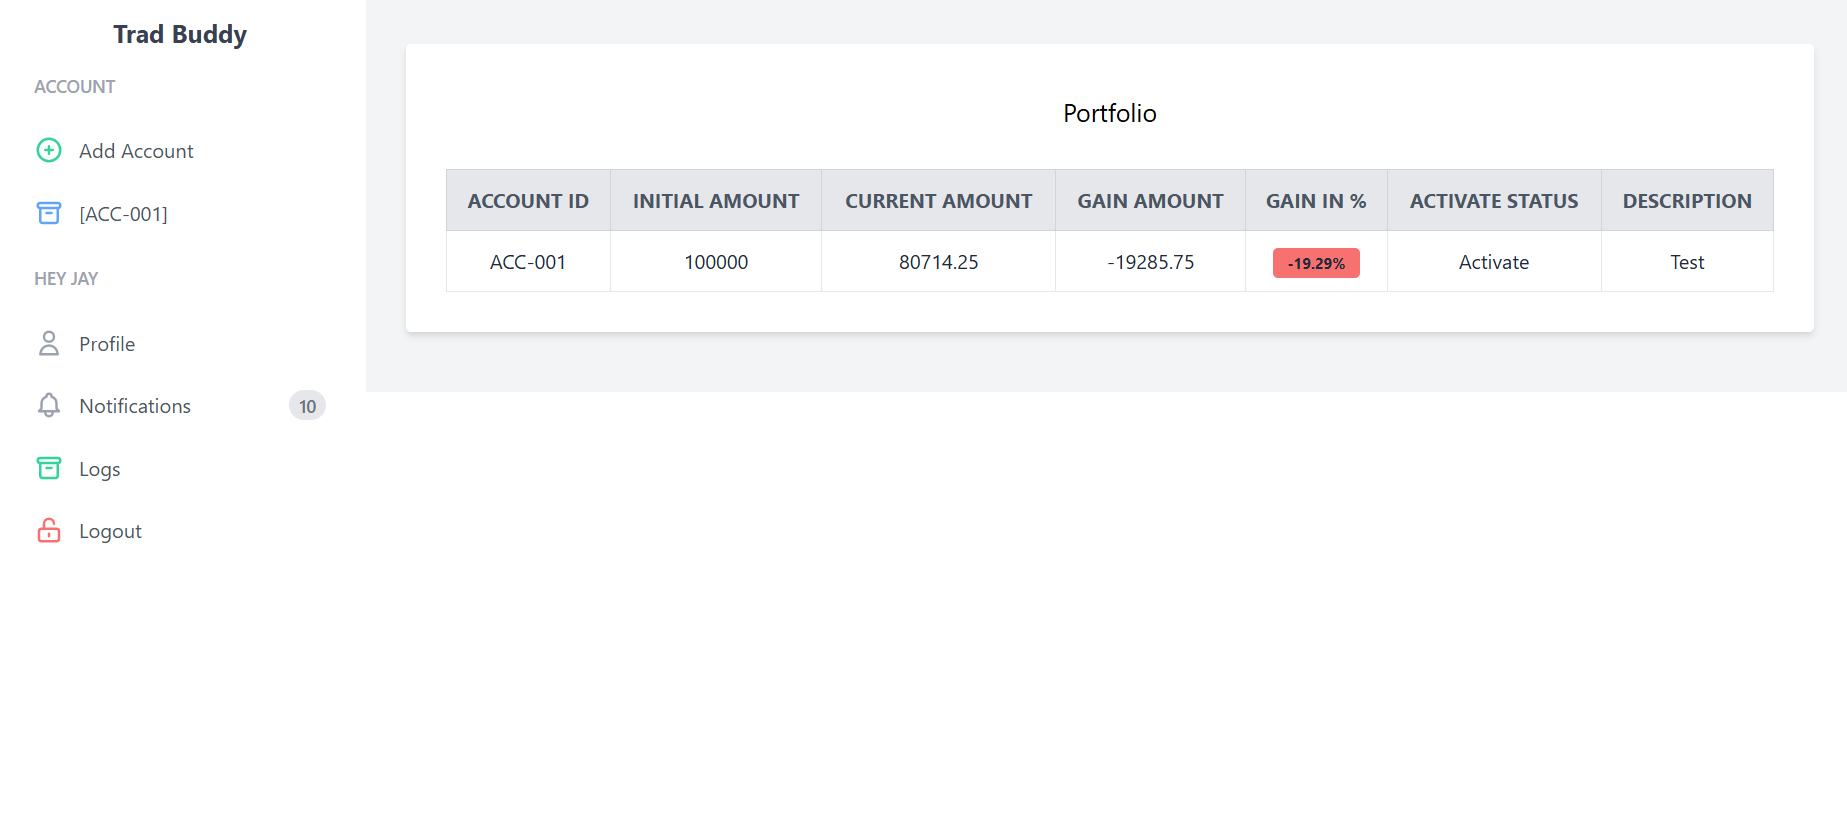 Trad Buddy
ACCOUNT
Add Account
[ACC-001]
HEY JAY
Profile
Notifications 10
Logs
Logout
Portfolio
ACCOUNT ID INITIAL AMOUNT CURRENT AMOUNT GAIN AMOUNT GAIN IN % ACTIVATE STATUS DESCRIPTION
ACC-001 100000 80714.25 -19285.75 -19.29% Activate Test